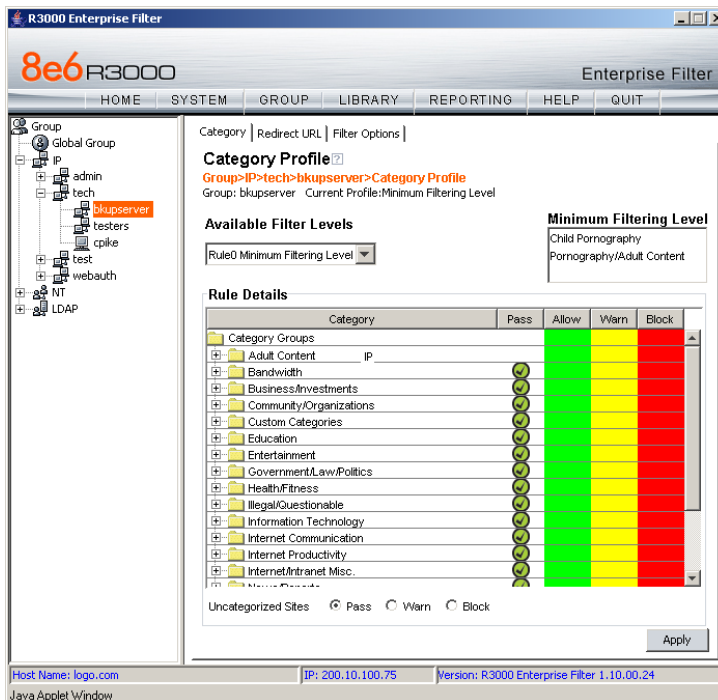 R3000 Enterprise Filter
8e6 R3000
Enterprise Filter
HOME SYSTEM GROUP LIBRARY REPORTING HELP QUIT
Group
Global Group
IP
admin
tech
bkupserver
testers
cpike
test
webauth
NT
LDAP
Category Redirect URL Filter Options
Category Profile ?
Group>IP>tech>bkupserver>Category Profile
Group: bkupserver Current Profile:Minimum Filtering Level
Available Filter Levels
Rule0 Minimum Filtering Level
Minimum Filtering Level
Child Pornography
Pornography/Adult Content
Rule Details
Category Pass Allow Warn Block
Category Groups
Adult Content IP
Bandwidth
Business/Investments
Community/Organizations
Custom Categories
Education
Entertainment
Government/Law/Politics
Health/Fitness
Illegal/Questionable
Information Technology
Internet Communication
Internet Productivity
Internet/Intranet Misc.
Uncategorized Sites Pass Warn Block
Apply
Host Name: logo.com IP: 200.10.100.75 Version: R3000 Enterprise Filter 1.10.00.24
Java Applet Window